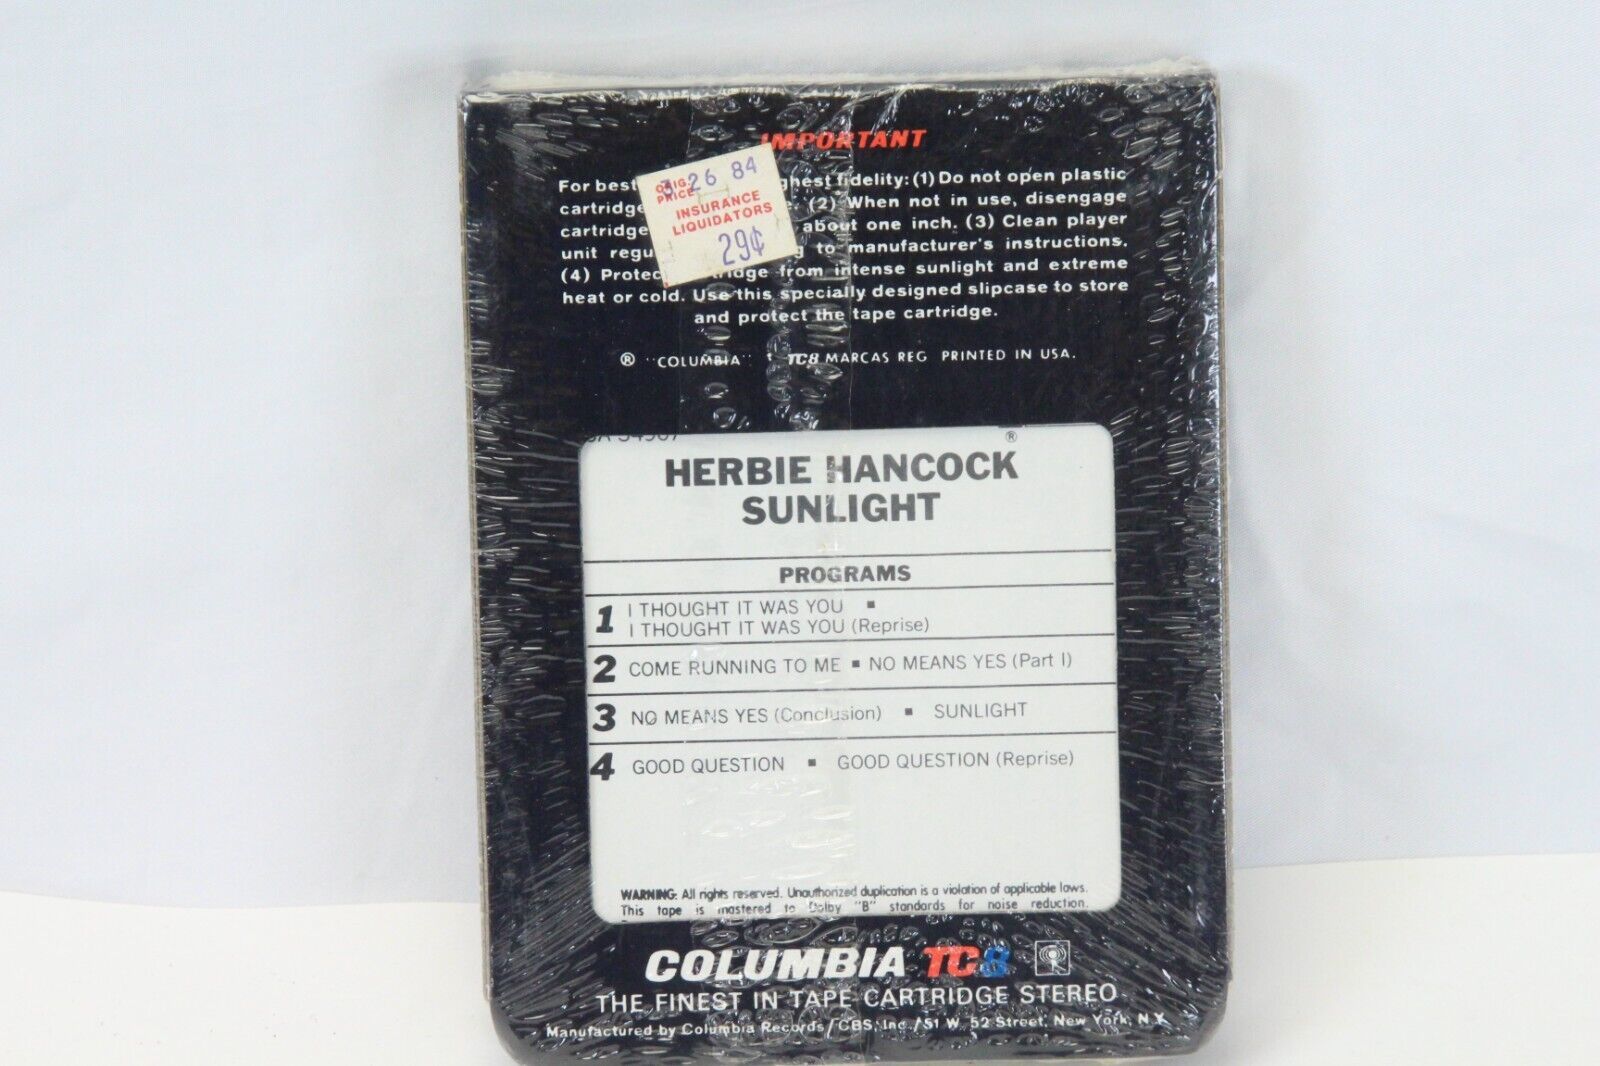 IMPORTANT
For best ghest fidelity: (1) Do not open plastic
cartridge . (2) When not in use, disengage
cartridge about one inch. (3) Clean player
unit regu g to manufacturer's instructions.
(4) Protec tridge from intense sunlight and extreme
heat or cold. Use this specially designed slipcase to store
and protect the tape cartridge.
ORIG. PRICE
3 26 84
INSURANCE
LIQUIDATORS
29¢
® "COLUMBIA" TC8 MARCAS REG PRINTED IN USA.
®
HERBIE HANCOCK
SUNLIGHT
PROGRAMS
1 I THOUGHT IT WAS YOU ▪
I THOUGHT IT WAS YOU (Reprise)
2 COME RUNNING TO ME ▪ NO MEANS YES (Part I)
3 NO MEANS YES (Conclusion) ▪ SUNLIGHT
4 GOOD QUESTION ▪ GOOD QUESTION (Reprise)
WARNING: All rights reserved. Unauthorized duplication is a violation of applicable laws.
This tape is mastered to Dolby "B" standards for noise reduction.
COLUMBIA TC8
THE FINEST IN TAPE CARTRIDGE STEREO
Manufactured by Columbia Records/CBS, Inc./51 W. 52 Street, New York, N.Y.